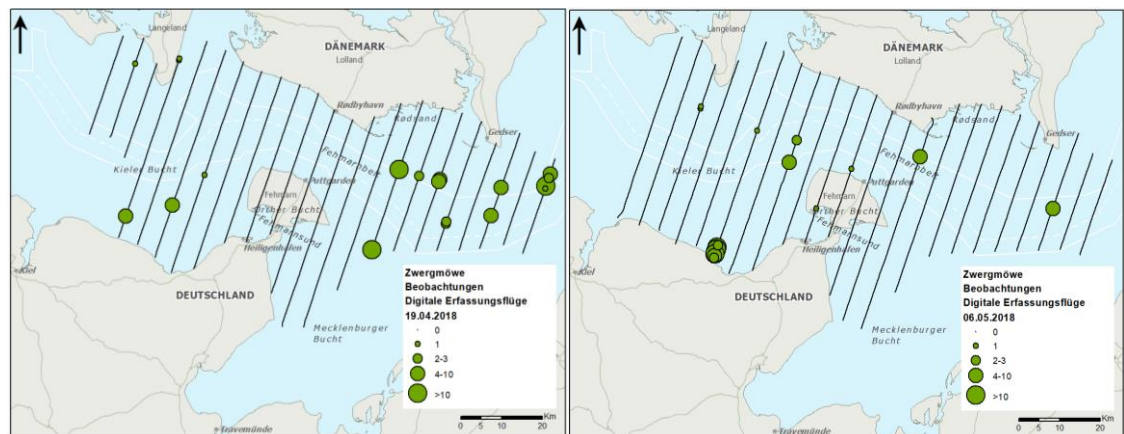 Langeland
DÄNEMARK
Lolland
Rødbyhavn
Rødsand
Gedser
Fehmarnbelt
Kieler Bucht
Puttgarden
Fehmarn
Orther Bucht
Fehmarnsund
Heiligenhafen
Kiel
DEUTSCHLAND
Mecklenburger
Bucht
Travemünde
Zwergmöwe
Beobachtungen
Digitale Erfassungsflüge
19.04.2018
0
1
2-3
4-10
>10
Km
0 5 10 20
Langeland
DÄNEMARK
Lolland
Rødbyhavn
Rødsand
Gedser
Fehmarnbelt
Kieler Bucht
Puttgarden
Fehmarn
Orther Bucht
Fehmarnsund
Heiligenhafen
Kiel
DEUTSCHLAND
Mecklenburger
Bucht
Travemünde
Zwergmöwe
Beobachtungen
Digitale Erfassungsflüge
06.05.2018
0
1
2-3
4-10
>10
Km
0 5 10 20